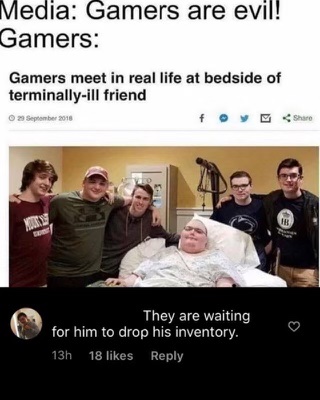 Media: Gamers are evil!
Gamers:
Gamers meet in real life at bedside of
terminally-ill friend
29 September 2018
Share
They are waiting
for him to drop his inventory.
13h 18 likes Reply